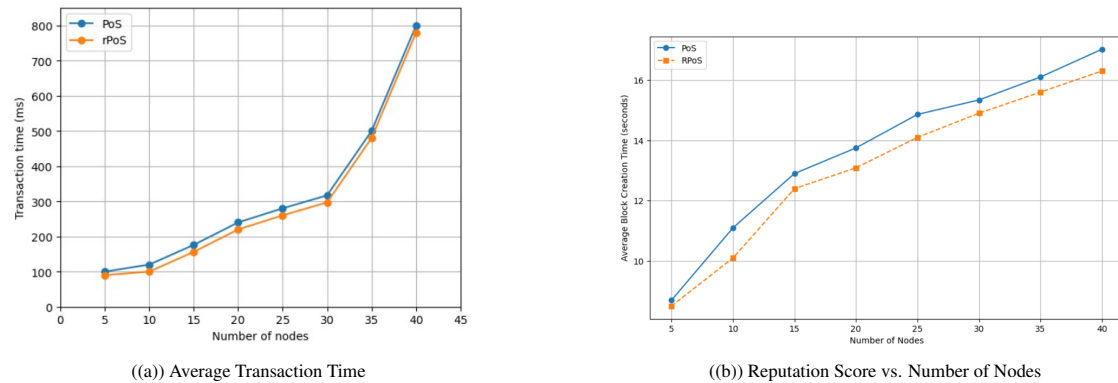 PoS
rPoS
800
700
600
500
400
300
200
100
0
Transaction time (ms)
0 5 10 15 20 25 30 35 40 45
Number of nodes
((a)) Average Transaction Time
PoS
RPoS
16
14
12
10
Average Block Creation Time (seconds)
5 10 15 20 25 30 35 40
Number of Nodes
((b)) Reputation Score vs. Number of Nodes